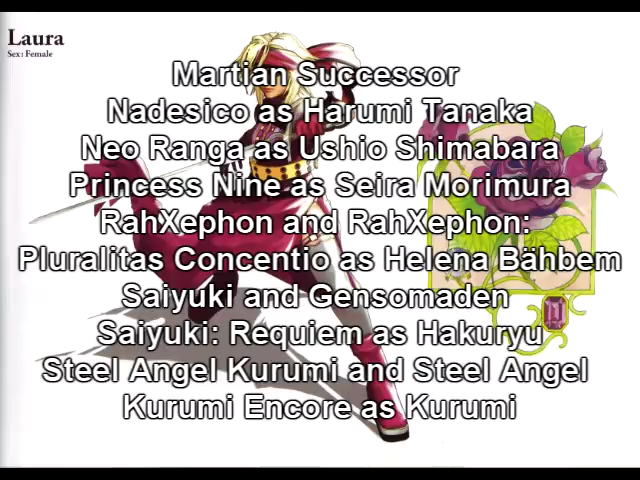 Laura
Sex: Female
Martian Successor
Nadesico as Harumi Tanaka
Neo Ranga as Ushio Shimabara
Princess Nine as Seira Morimura
RahXephon and RahXephon:
Pluralitas Concentio as Helena Bähbem
Saiyuki and Gensomaden
Saiyuki: Requiem as Hakuryu
Steel Angel Kurumi and Steel Angel
Kurumi Encore as Kurumi